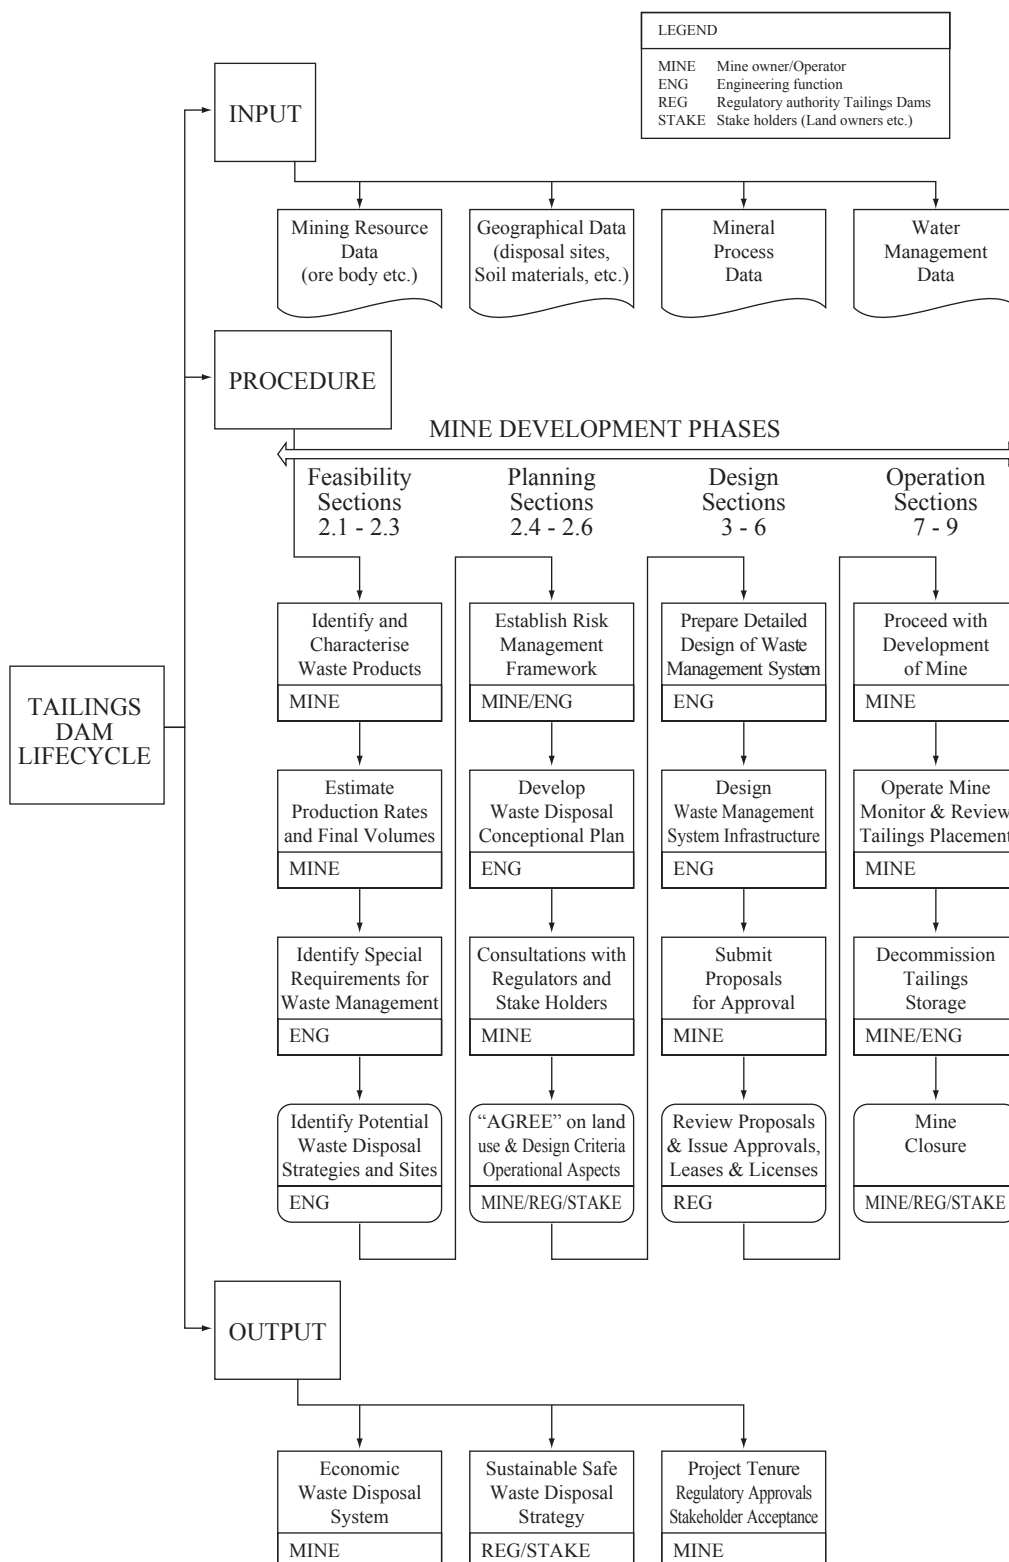 LEGEND
MINE Mine owner/Operator
ENG Engineering function
REG Regulatory authority Tailings Dams
STAKE Stake holders (Land owners etc.)
INPUT
Mining Resource
Data
(ore body etc.)
Geographical Data
(disposal sites,
Soil materials, etc.)
Mineral
Process
Data
Water
Management
Data
PROCEDURE
MINE DEVELOPMENT PHASES
Feasibility
Sections
2.1 - 2.3
Planning
Sections
2.4 - 2.6
Design
Sections
3 - 6
Operation
Sections
7 - 9
TAILINGS
DAM
LIFECYCLE
Identify and
Characterise
Waste Products
MINE
Estimate
Production Rates
and Final Volumes
MINE
Identify Special
Requirements for
Waste Management
ENG
Identify Potential
Waste Disposal
Strategies and Sites
ENG
Establish Risk
Management
Framework
MINE/ENG
Develop
Waste Disposal
Conceptional Plan
ENG
Consultations with
Regulators and
Stake Holders
MINE
“AGREE” on land
use & Design Criteria
Operational Aspects
MINE/REG/STAKE
Prepare Detailed
Design of Waste
Management System
ENG
Design
Waste Management
System Infrastructure
ENG
Submit
Proposals
for Approval
MINE
Review Proposals
& Issue Approvals,
Leases & Licenses
REG
Proceed with
Development
of Mine
MINE
Operate Mine
Monitor & Review
Tailings Placement
MINE
Decommission
Tailings
Storage
MINE/ENG
Mine
Closure
MINE/REG/STAKE
OUTPUT
Economic
Waste Disposal
System
MINE
Sustainable Safe
Waste Disposal
Strategy
REG/STAKE
Project Tenure
Regulatory Approvals
Stakeholder Acceptance
MINE